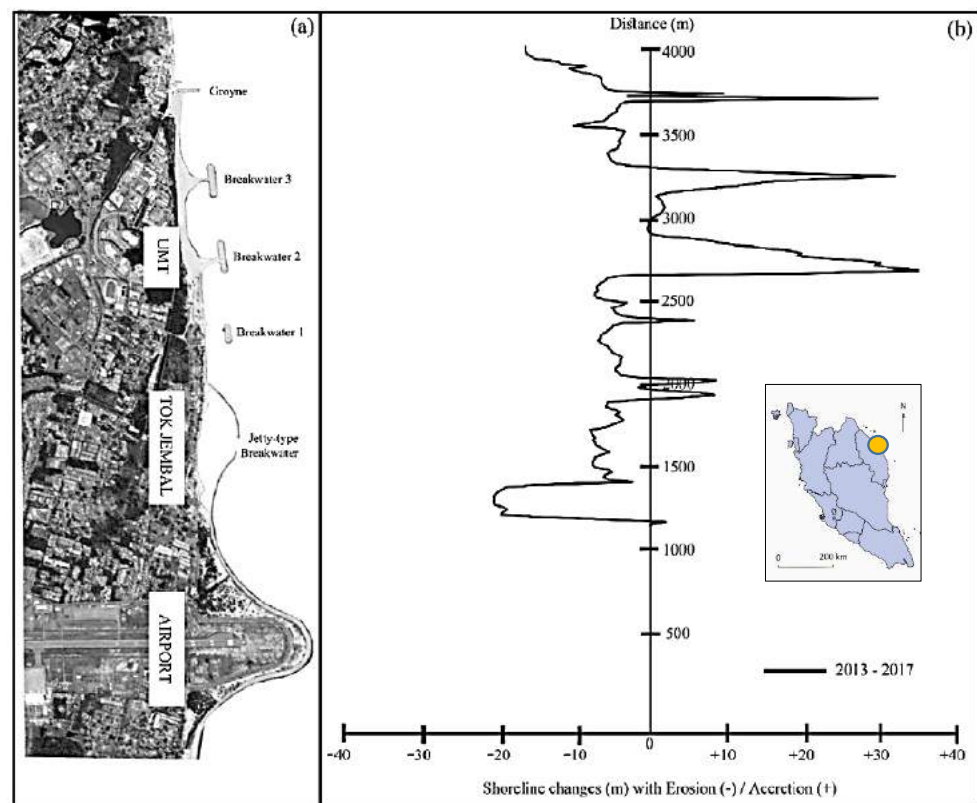 (a)
Groyne
Breakwater 3
UMT
Breakwater 2
Breakwater 1
TOK JEMBAL
Jetty-type
Breakwater
AIRPORT
(b)
Distance (m)
4000
3500
3000
2500
2000
1500
1000
500
N
0 200 km
2013 - 2017
-40 -30 -20 -10 0 +10 +20 +30 +40
Shoreline changes (m) with Erosion (-) / Accretion (+)